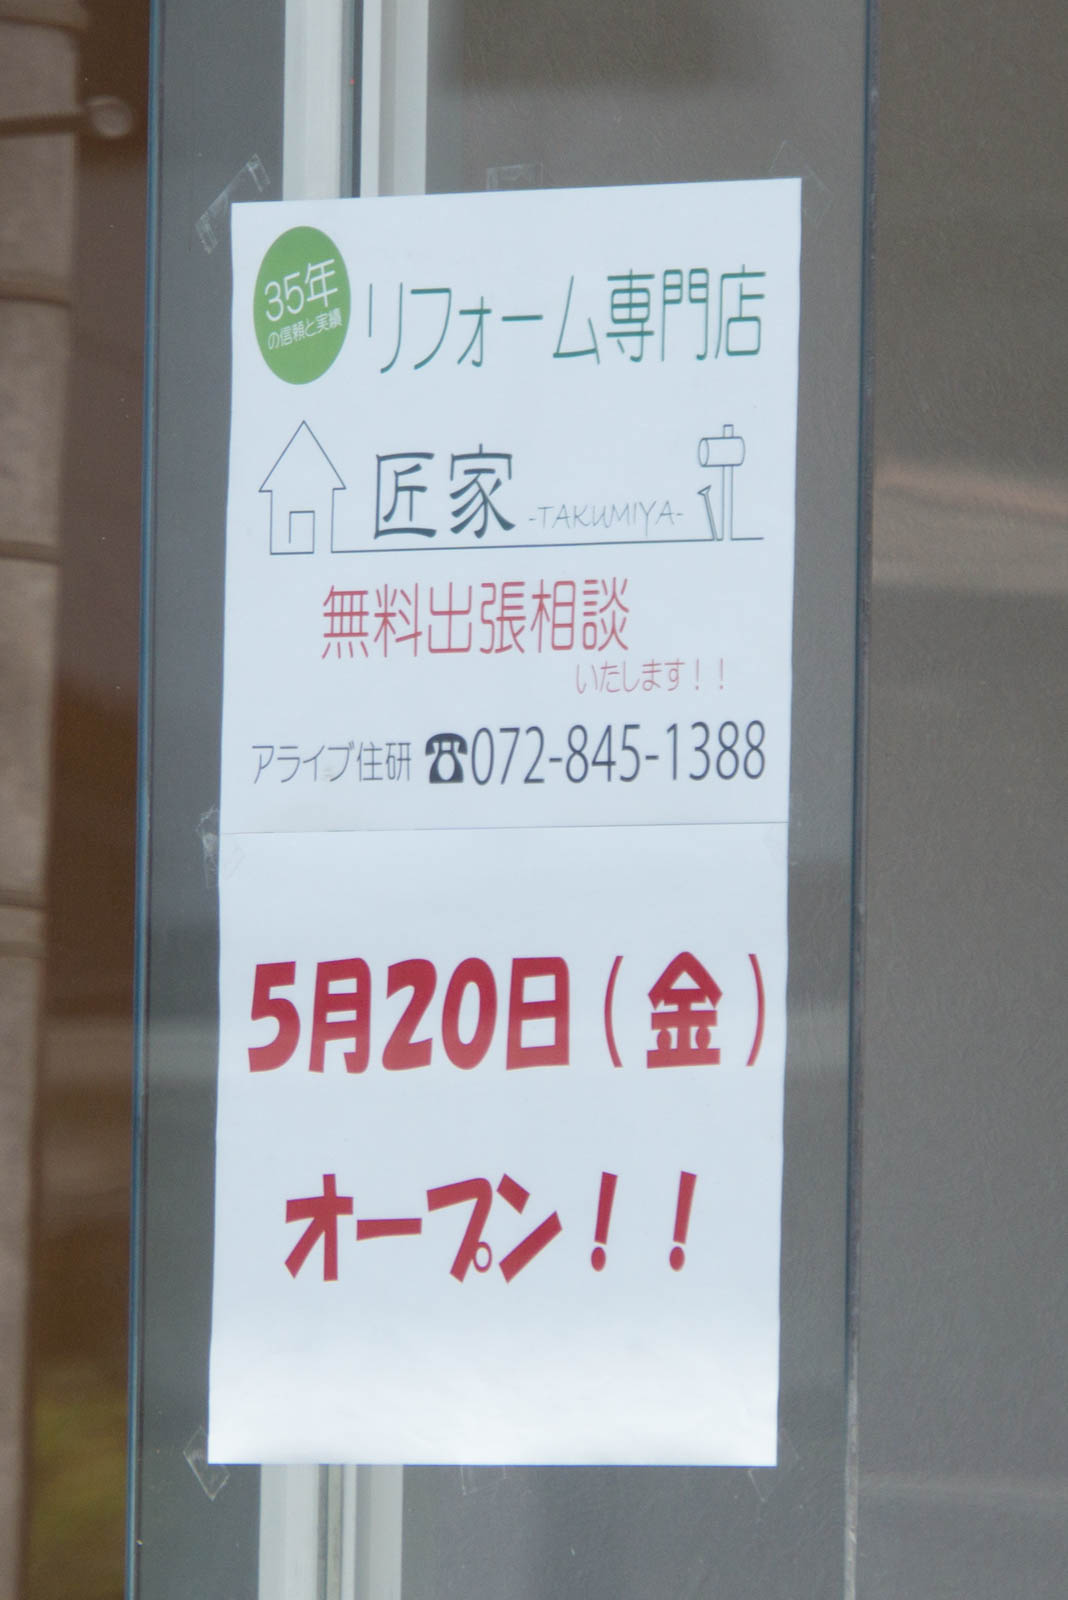 35年
の信頼と実績
リフォーム専門店
匠家 -TAKUMIYA-
無料出張相談
いたします！！
アライブ住研 ☎072-845-1388
5月20日（金）
オープン！！